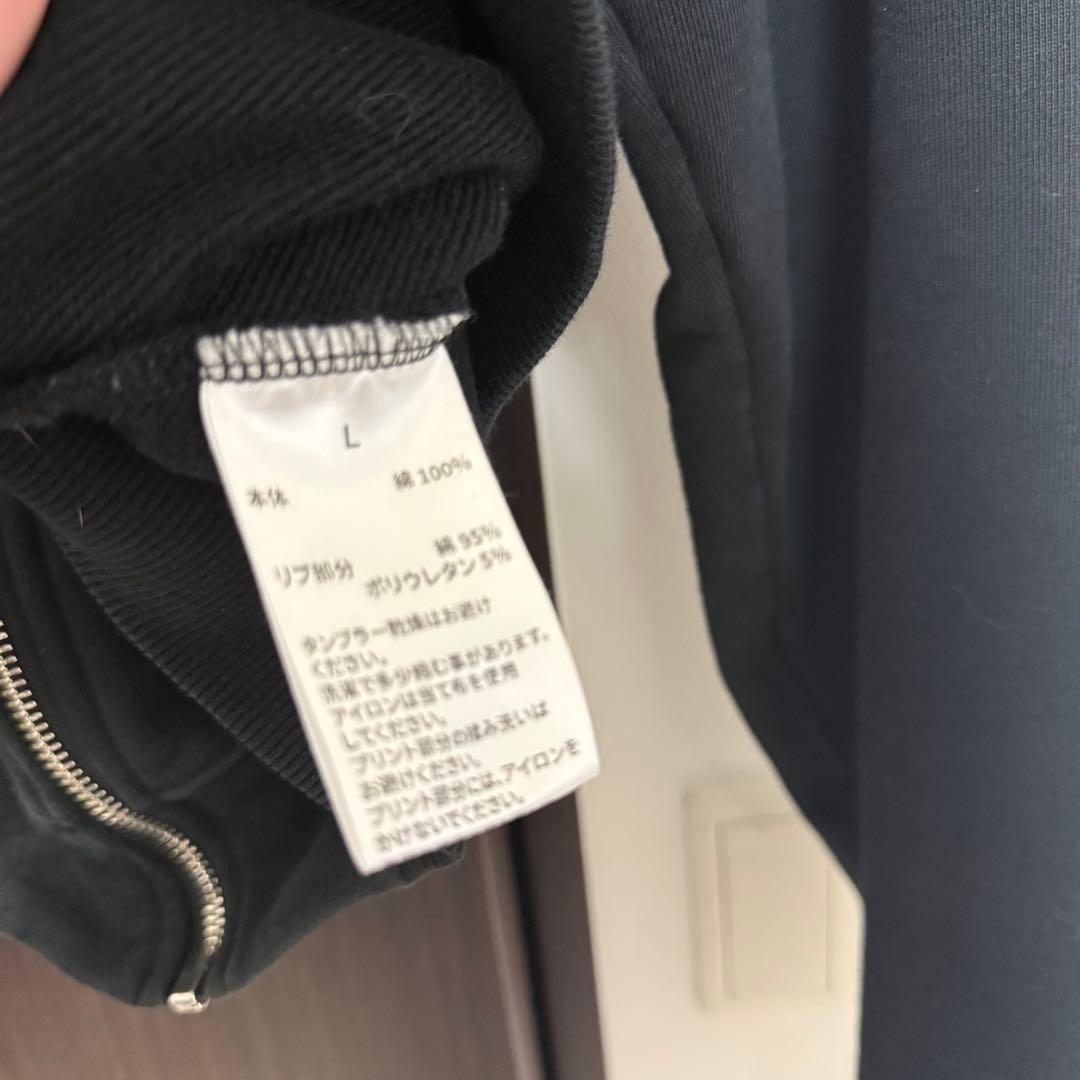 L
本体 綿 100%
綿 95%
リブ部分 ポリウレタン 5%
タンブラー乾燥はお避け
ください。
洗濯で多少縮む事があります。
アイロンは当て布を使用
してください。
プリント部分の揉み洗いは
お避けください。
プリント部分には、アイロンを
かけないでください。